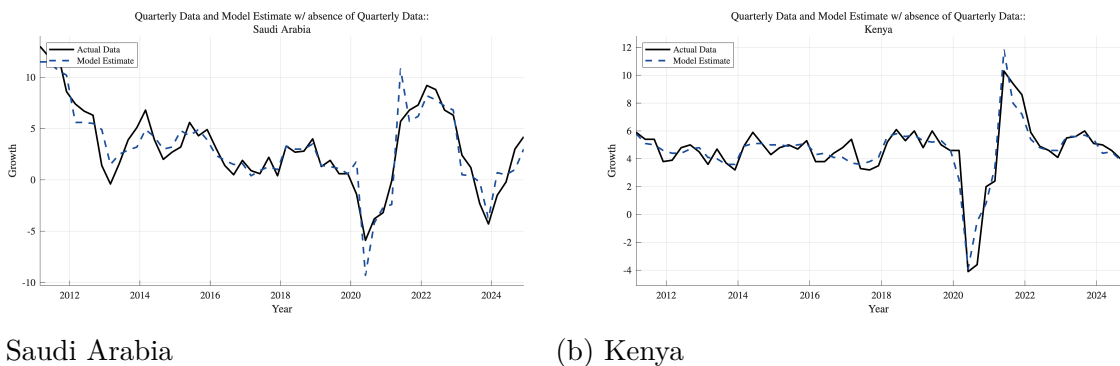 Quarterly Data and Model Estimate w/ absence of Quarterly Data::
Saudi Arabia
Actual Data
Model Estimate
10
5
0
-5
-10
Growth
2012 2014 2016 2018 2020 2022 2024
Year
Saudi Arabia
Quarterly Data and Model Estimate w/ absence of Quarterly Data::
Kenya
Actual Data
Model Estimate
12
10
8
6
4
2
0
-2
-4
Growth
2012 2014 2016 2018 2020 2022 2024
Year
(b) Kenya